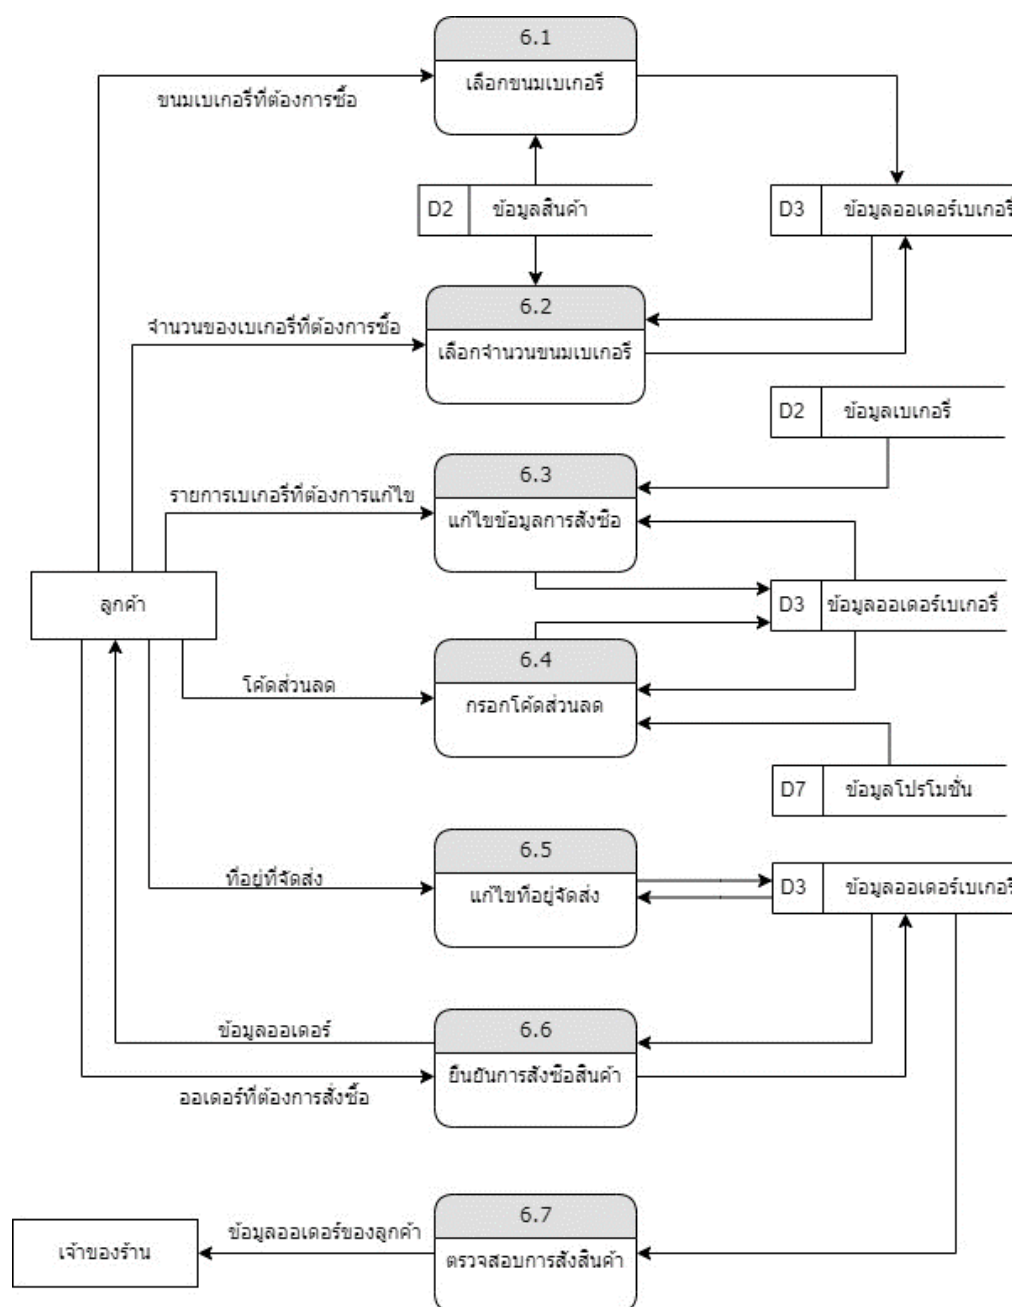 6.1
เลือกขนมเบเกอรี่
ขนมเบเกอรี่ที่ต้องการซื้อ
D2 ข้อมูลสินค้า
D3 ข้อมูลออเดอร์เบเกอรี่
6.2
จำนวนของเบเกอรี่ที่ต้องการซื้อ
เลือกจำนวนขนมเบเกอรี่
D2 ข้อมูลเบเกอรี่
6.3
รายการเบเกอรี่ที่ต้องการแก้ไข
แก้ไขข้อมูลการสั่งซื้อ
ลูกค้า
D3 ข้อมูลออเดอร์เบเกอรี่
6.4
โค้ดส่วนลด
กรอกโค้ดส่วนลด
D7 ข้อมูลโปรโมชั่น
6.5
ที่อยู่ที่จัดส่ง
แก้ไขที่อยู่จัดส่ง
D3 ข้อมูลออเดอร์เบเกอรี่
6.6
ข้อมูลออเดอร์
ยืนยันการสั่งซื้อสินค้า
ออเดอร์ที่ต้องการสั่งซื้อ
6.7
ข้อมูลออเดอร์ของลูกค้า
เจ้าของร้าน
ตรวจสอบการสั่งสินค้า